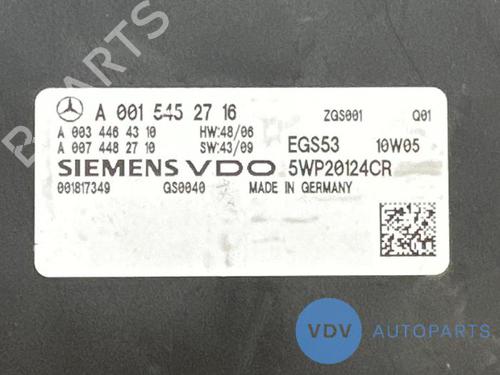 A 001 545 27 16 ZGS001 Q01
A 003 446 43 10 HW:48/06 EGS53 10W05
A 007 448 27 10 SW:43/09
SIEMENS VDO 5WP20124CR
001817349 GS0040 MADE IN GERMANY
PARTS
VDV AUTOPARTS